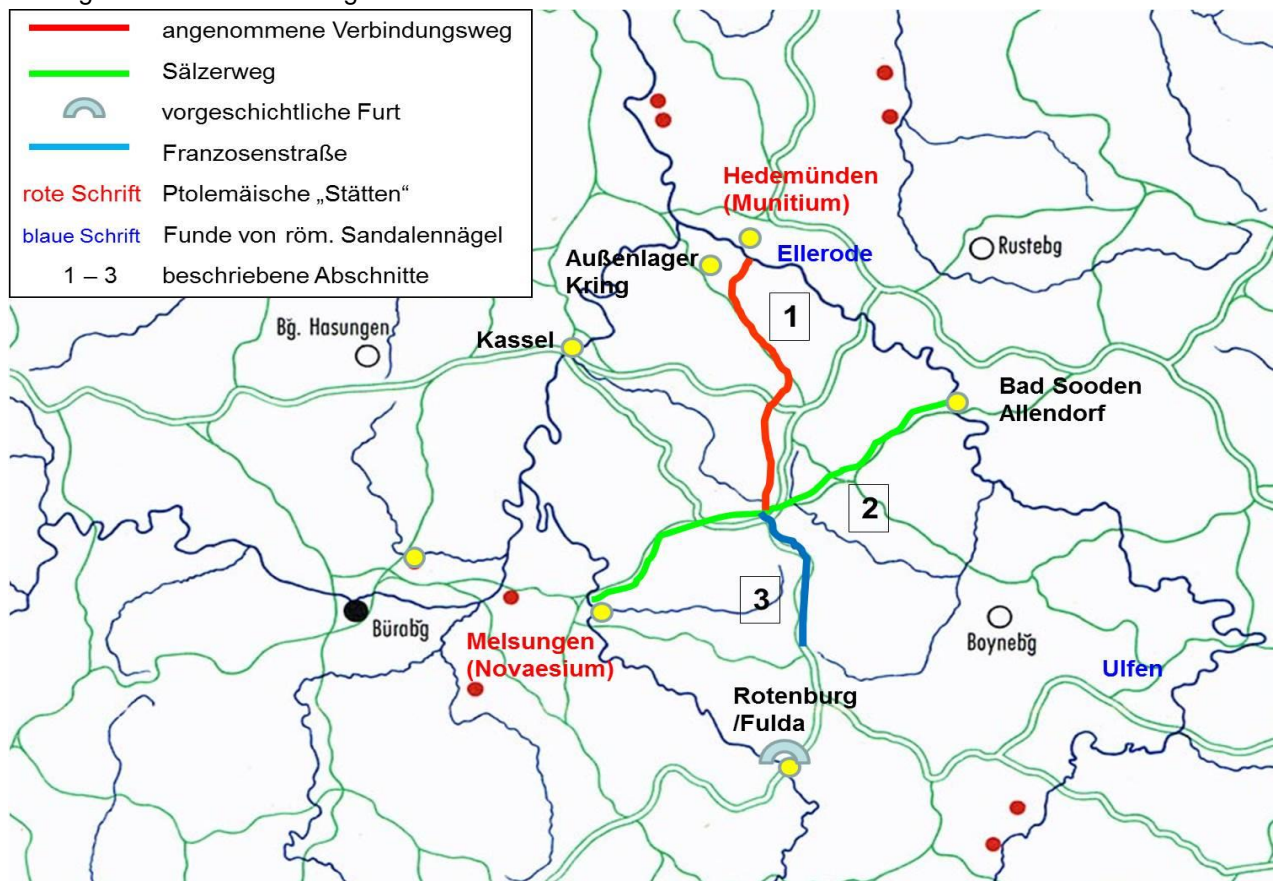 angenommene Verbindungsweg
Sälzerweg
vorgeschichtliche Furt
Franzosenstraße
rote Schrift Ptolemäische „Stätten“
blaue Schrift Funde von röm. Sandalennägel
1 – 3 beschriebene Abschnitte
Hedemünden
(Munitium)
Ellerode
Außenlager
Kring
Rustebg
1
Bg. Hasungen
Kassel
Bad Sooden
Allendorf
2
3
Bürabg
Melsungen
(Novaesium)
Boynebg
Ulfen
Rotenburg
/Fulda